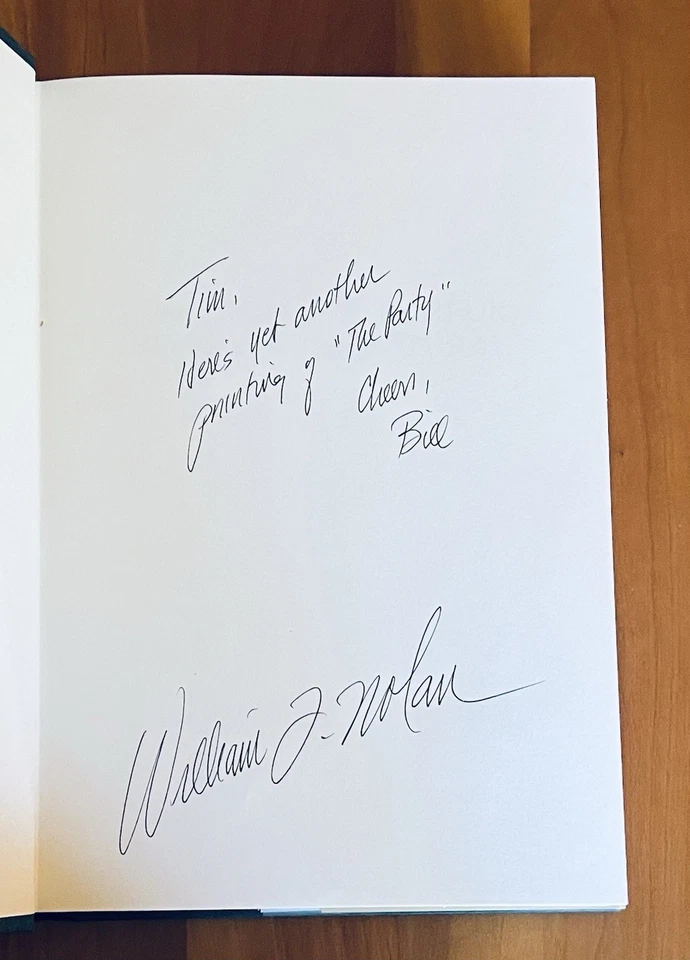 Tim,
Here's yet another
printing of "The Party"
Cheers,
Bill
William F. Nolan